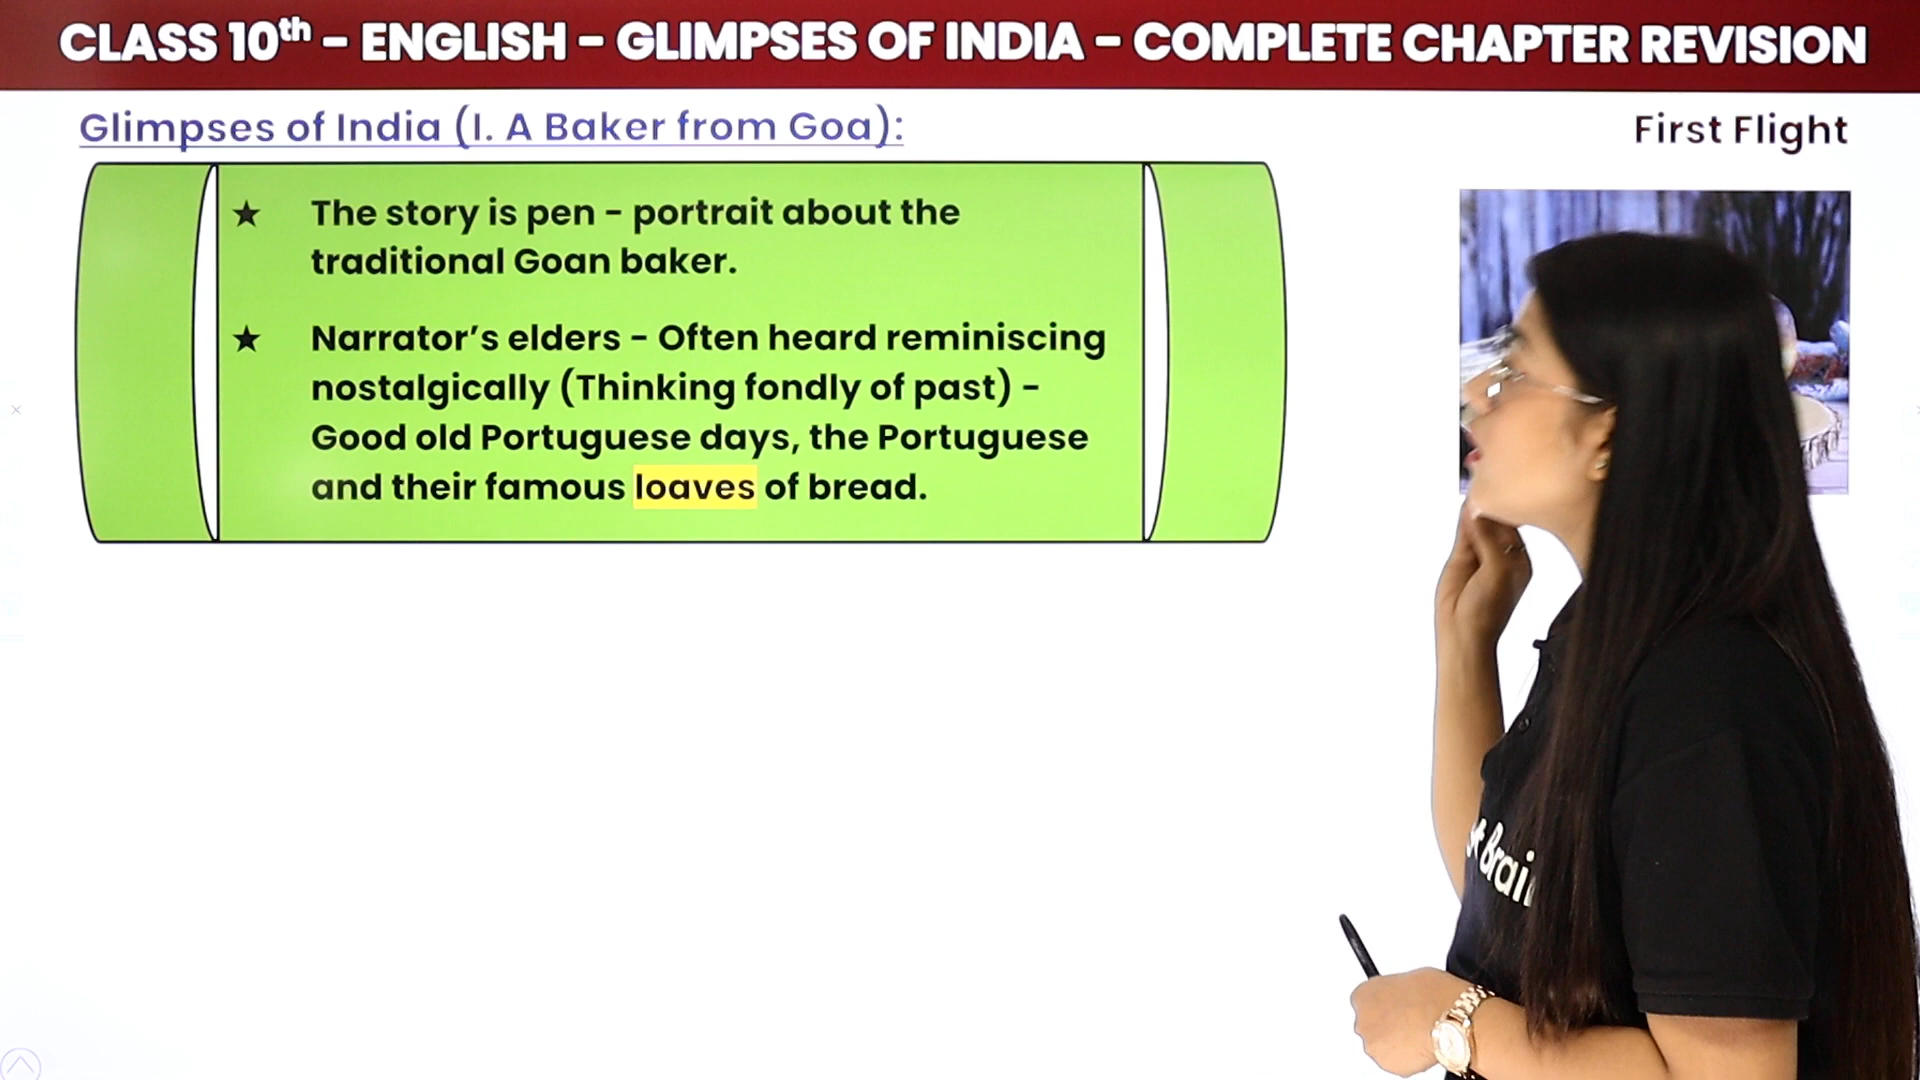 CLASS 10th – ENGLISH – GLIMPSES OF INDIA – COMPLETE CHAPTER REVISION
Glimpses of India (I. A Baker from Goa):
First Flight
★ The story is pen – portrait about the
traditional Goan baker.
★ Narrator's elders – Often heard reminiscing
nostalgically (Thinking fondly of past) –
Good old Portuguese days, the Portuguese
and their famous loaves of bread.